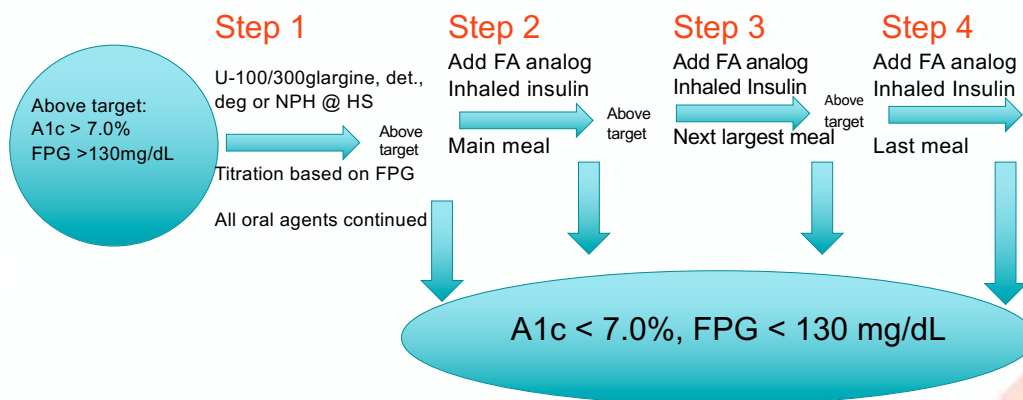 Step 1
Step 2
Step 3
Step 4
Above target:
A1c > 7.0%
FPG >130mg/dL
U-100/300glargine, det.,
deg or NPH @ HS
Titration based on FPG
All oral agents continued
Above
target
Add FA analog
Inhaled insulin
Main meal
Above
target
Add FA analog
Inhaled Insulin
Next largest meal
Above
target
Add FA analog
Inhaled Insulin
Last meal
A1c < 7.0%, FPG < 130 mg/dL